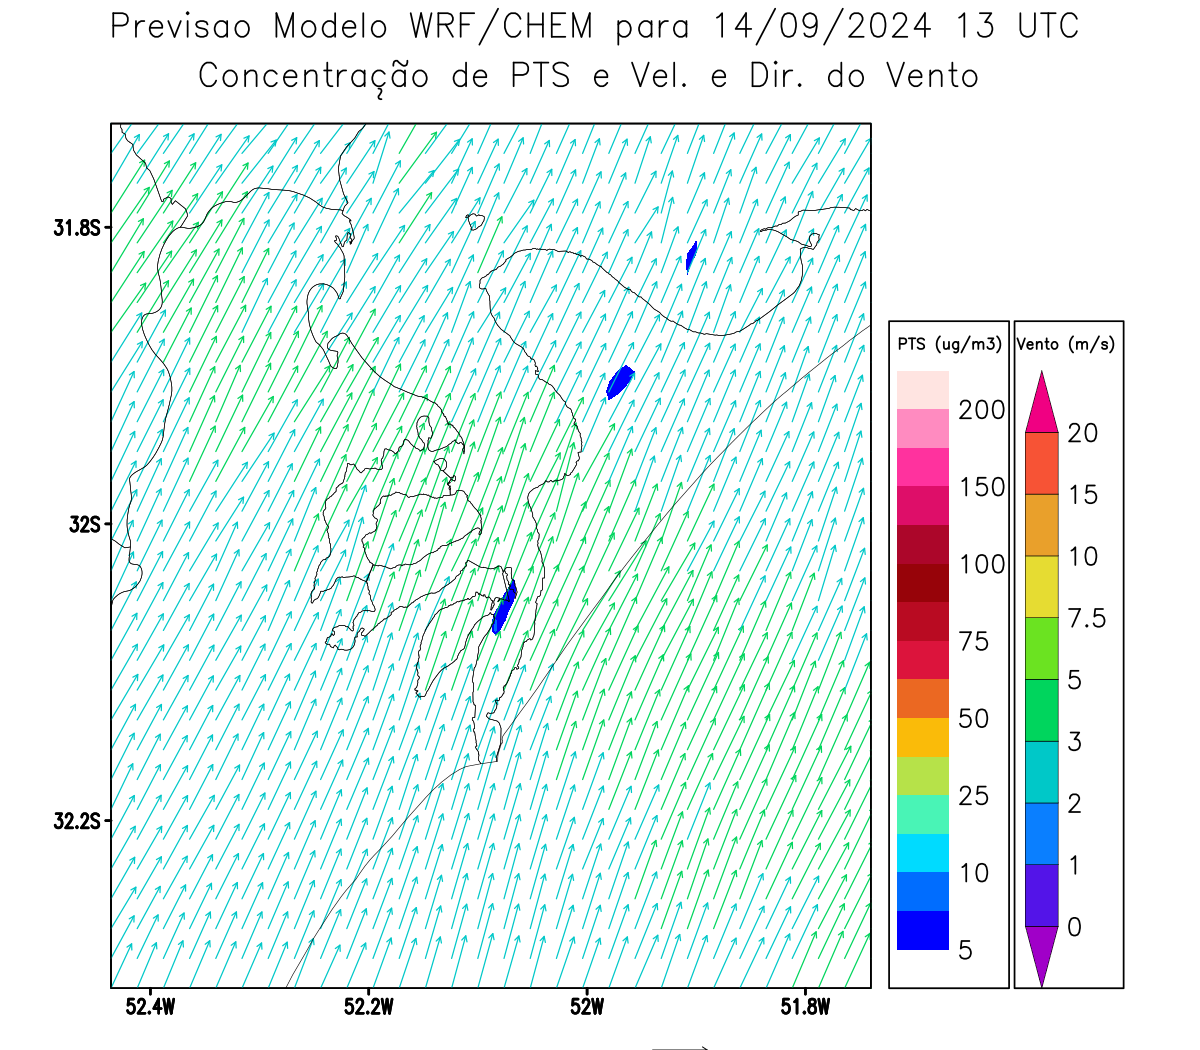 Previsao Modelo WRF/CHEM para 14/09/2024 13 UTC
Concentração de PTS e Vel. e Dir. do Vento
31.8S
32S
32.2S
52.4W
52.2W
52W
51.8W
PTS (ug/m3)
200
150
100
75
50
25
10
5
Vento (m/s)
20
15
10
7.5
5
3
2
1
0